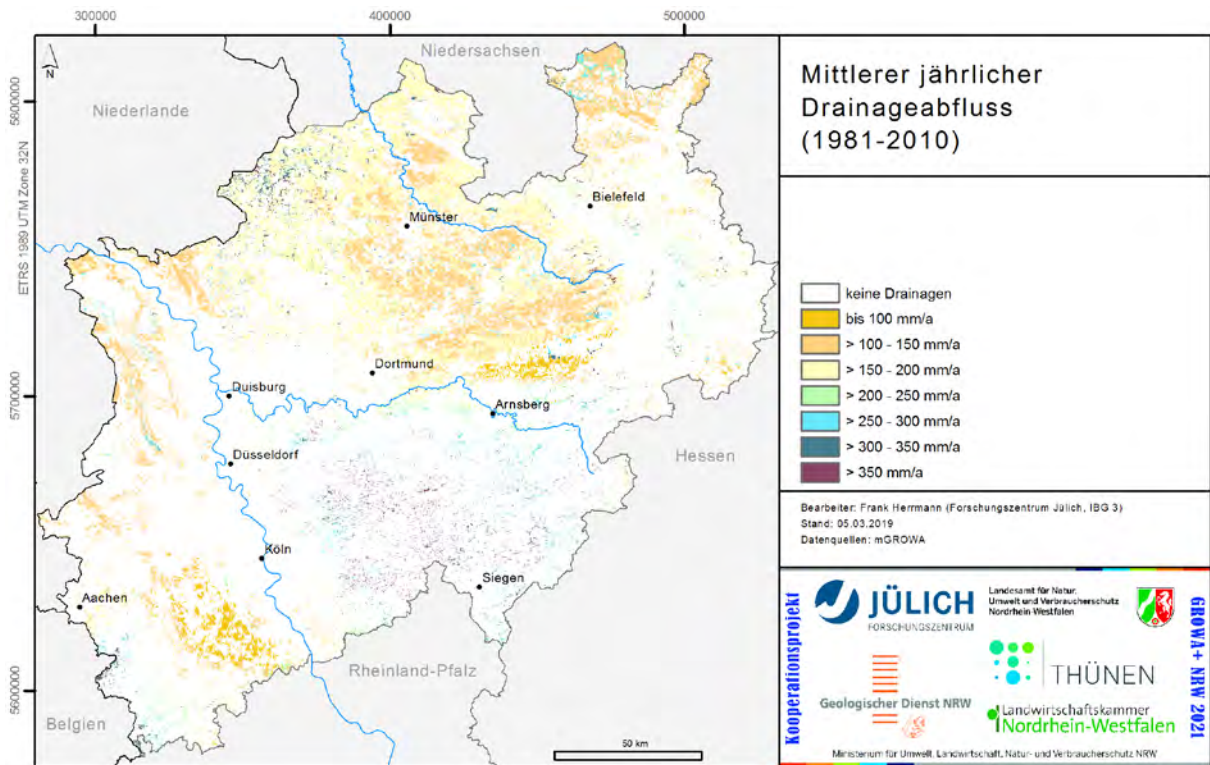 300000
400000
500000
Niedersachsen
N
Niederlande
ETRS 1989 UTM Zone 32N
5700000
5600000
Bielefeld
Münster
Dortmund
Duisburg
Arnsberg
Düsseldorf
Hessen
Köln
Siegen
Aachen
Rheinland-Pfalz
Belgien
50 km
Mittlerer jährlicher
Drainageabfluss
(1981-2010)
keine Drainagen
bis 100 mm/a
> 100 - 150 mm/a
> 150 - 200 mm/a
> 200 - 250 mm/a
> 250 - 300 mm/a
> 300 - 350 mm/a
> 350 mm/a
Bearbeiter: Frank Herrmann (Forschungszentrum Jülich, IBG 3)
Stand: 05.03.2019
Datenquellen: mGROWA
Kooperationsprojekt
JÜLICH
FORSCHUNGSZENTRUM
Landesamt für Natur,
Umwelt und Verbraucherschutz
Nordrhein-Westfalen
THÜNEN
Geologischer Dienst NRW
Landwirtschaftskammer
Nordrhein-Westfalen
GROWA+ NRW 2021
Ministerium für Umwelt, Landwirtschaft, Natur- und Verbraucherschutz NRW